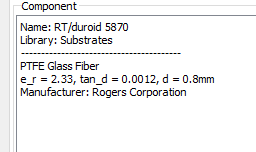 Component
Name: RT/duroid 5870
Library: Substrates
----------------------------------------
PTFE Glass Fiber
e_r = 2.33, tan_d = 0.0012, d = 0.8mm
Manufacturer: Rogers Corporation